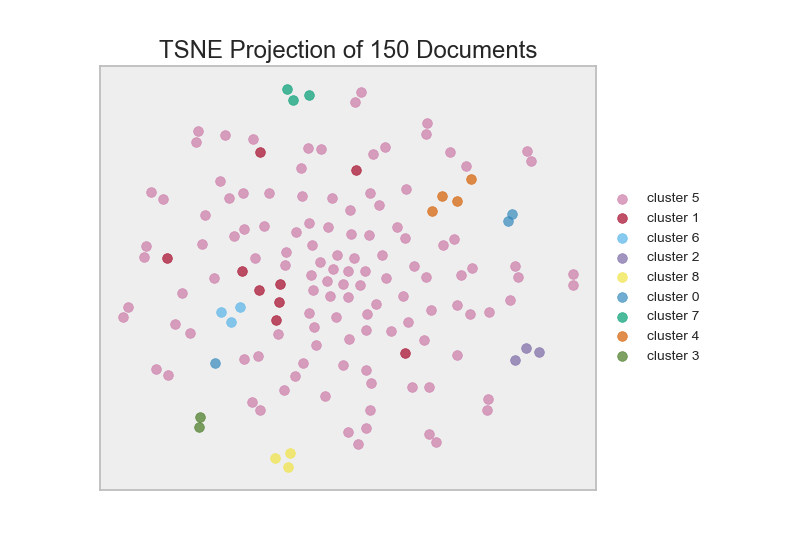 TSNE Projection of 150 Documents
cluster 5
cluster 1
cluster 6
cluster 2
cluster 8
cluster 0
cluster 7
cluster 4
cluster 3